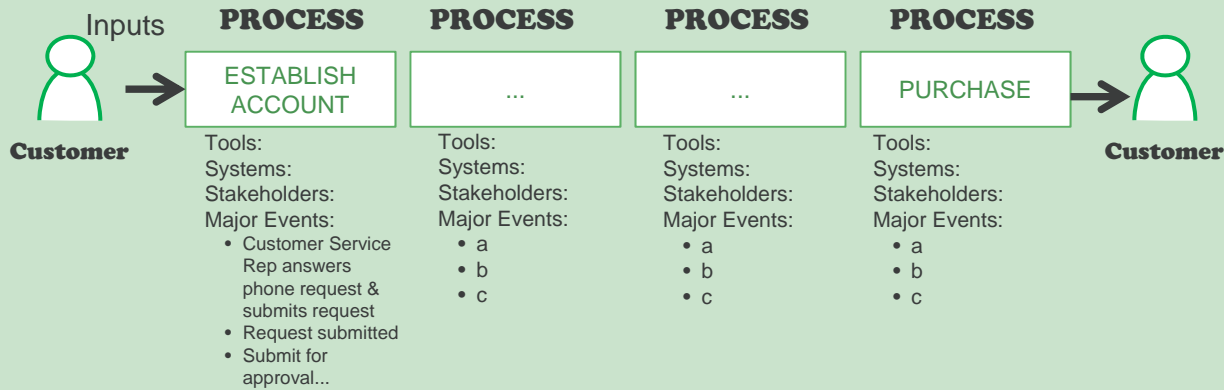 Inputs
PROCESS
PROCESS
PROCESS
PROCESS
Customer
ESTABLISH
ACCOUNT
...
...
PURCHASE
Customer
Tools:
Systems:
Stakeholders:
Major Events:
• Customer Service
Rep answers
phone request &
submits request
• Request submitted
• Submit for
approval...
Tools:
Systems:
Stakeholders:
Major Events:
• a
• b
• c
Tools:
Systems:
Stakeholders:
Major Events:
• a
• b
• c
Tools:
Systems:
Stakeholders:
Major Events:
• a
• b
• c